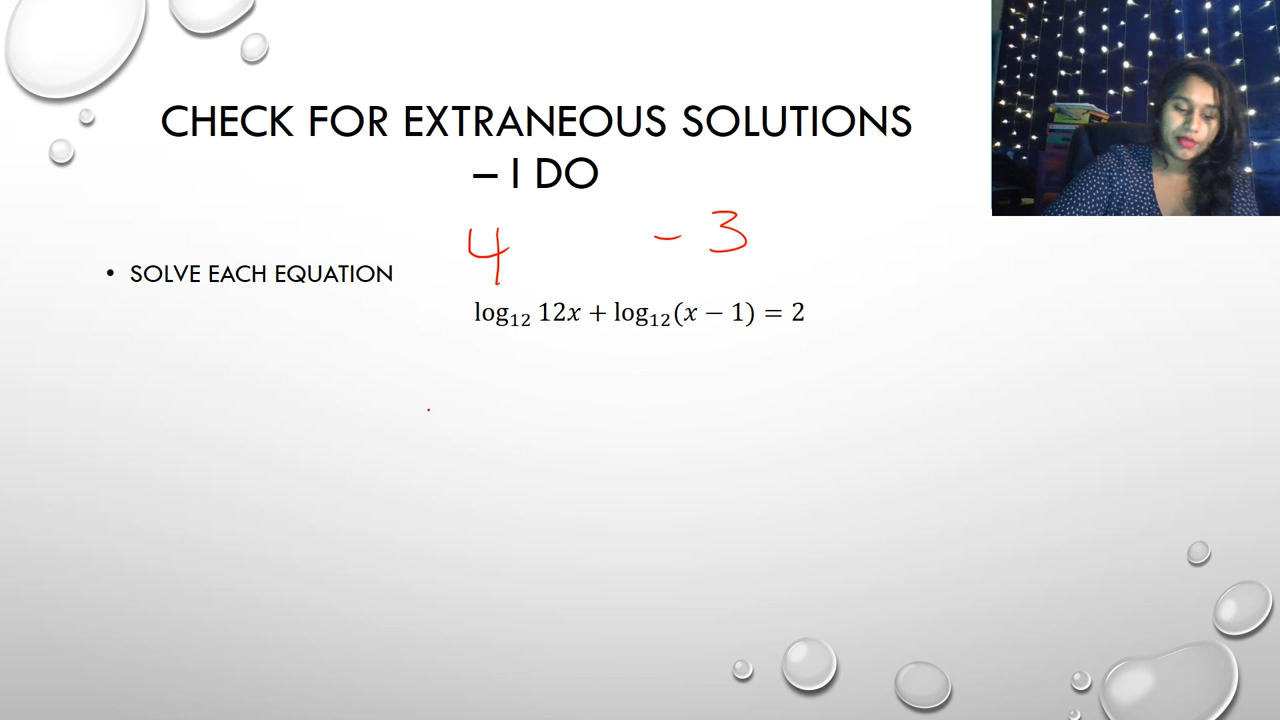 CHECK FOR EXTRANEOUS SOLUTIONS
– I DO
4 -3
• SOLVE EACH EQUATION
log₁₂ 12x + log₁₂(x − 1) = 2